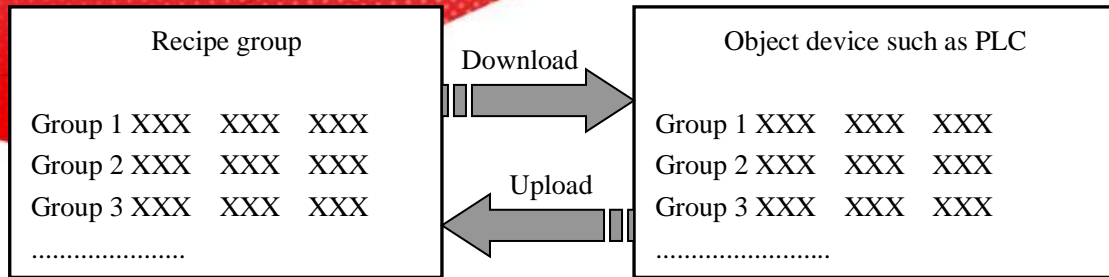 Recipe group
Group 1 XXX XXX XXX
Group 2 XXX XXX XXX
Group 3 XXX XXX XXX
......................
Download
Upload
Object device such as PLC
Group 1 XXX XXX XXX
Group 2 XXX XXX XXX
Group 3 XXX XXX XXX
.........................